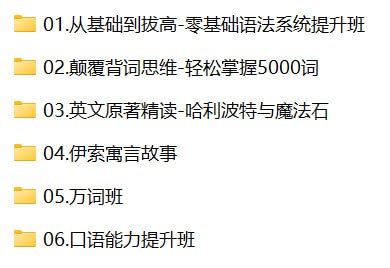 01.从基础到拔高-零基础语法系统提升班
02.颠覆背词思维-轻松掌握5000词
03.英文原著精读-哈利波特与魔法石
04.伊索寓言故事
05.万词班
06.口语能力提升班